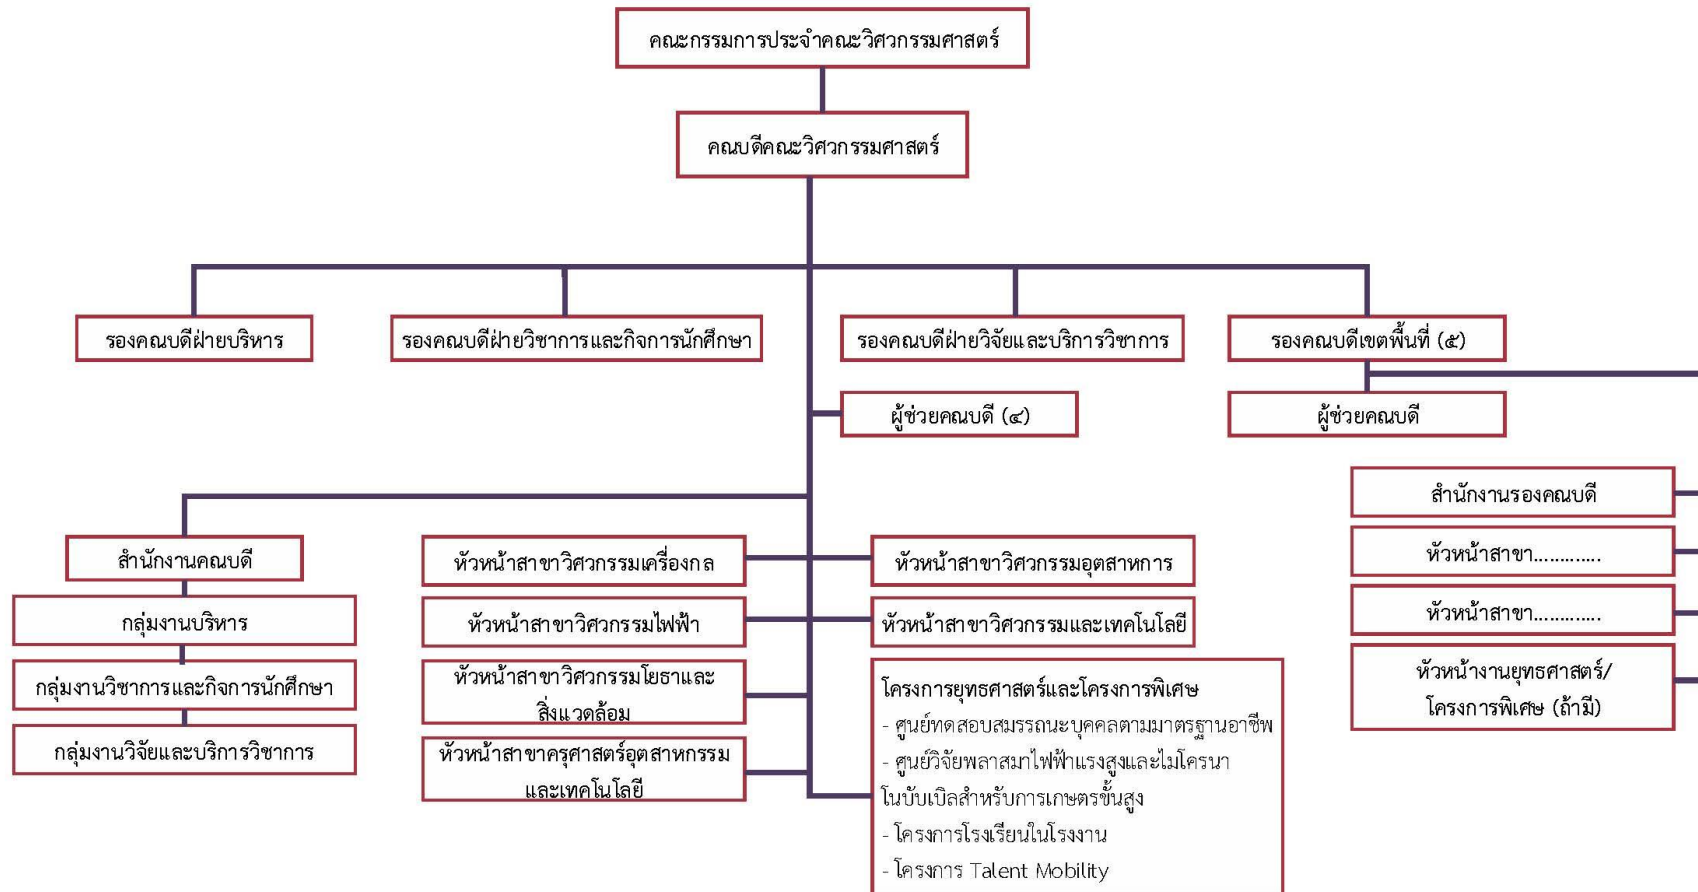 คณะกรรมการประจำคณะวิศวกรรมศาสตร์
คณบดีคณะวิศวกรรมศาสตร์
รองคณบดีฝ่ายบริหาร
รองคณบดีฝ่ายวิชาการและกิจการนักศึกษา
รองคณบดีฝ่ายวิจัยและบริการวิชาการ
รองคณบดีเขตพื้นที่ (๕)
ผู้ช่วยคณบดี (๔)
ผู้ช่วยคณบดี
สำนักงานคณบดี
กลุ่มงานบริหาร
กลุ่มงานวิชาการและกิจการนักศึกษา
กลุ่มงานวิจัยและบริการวิชาการ
หัวหน้าสาขาวิศวกรรมเครื่องกล
หัวหน้าสาขาวิศวกรรมไฟฟ้า
หัวหน้าสาขาวิศวกรรมโยธาและ
สิ่งแวดล้อม
หัวหน้าสาขาครุศาสตร์อุตสาหกรรม
และเทคโนโลยี
หัวหน้าสาขาวิศวกรรมอุตสาหการ
หัวหน้าสาขาวิศวกรรมและเทคโนโลยี
โครงการยุทธศาสตร์และโครงการพิเศษ
- ศูนย์ทดสอบสมรรถนะบุคคลตามมาตรฐานอาชีพ
- ศูนย์วิจัยพลาสมาไฟฟ้าแรงสูงและไมโครนา
โนบับเบิลสำหรับการเกษตรขั้นสูง
- โครงการโรงเรียนในโรงงาน
- โครงการ Talent Mobility
สำนักงานรองคณบดี
หัวหน้าสาขา.............
หัวหน้าสาขา.............
หัวหน้างานยุทธศาสตร์/
โครงการพิเศษ (ถ้ามี)